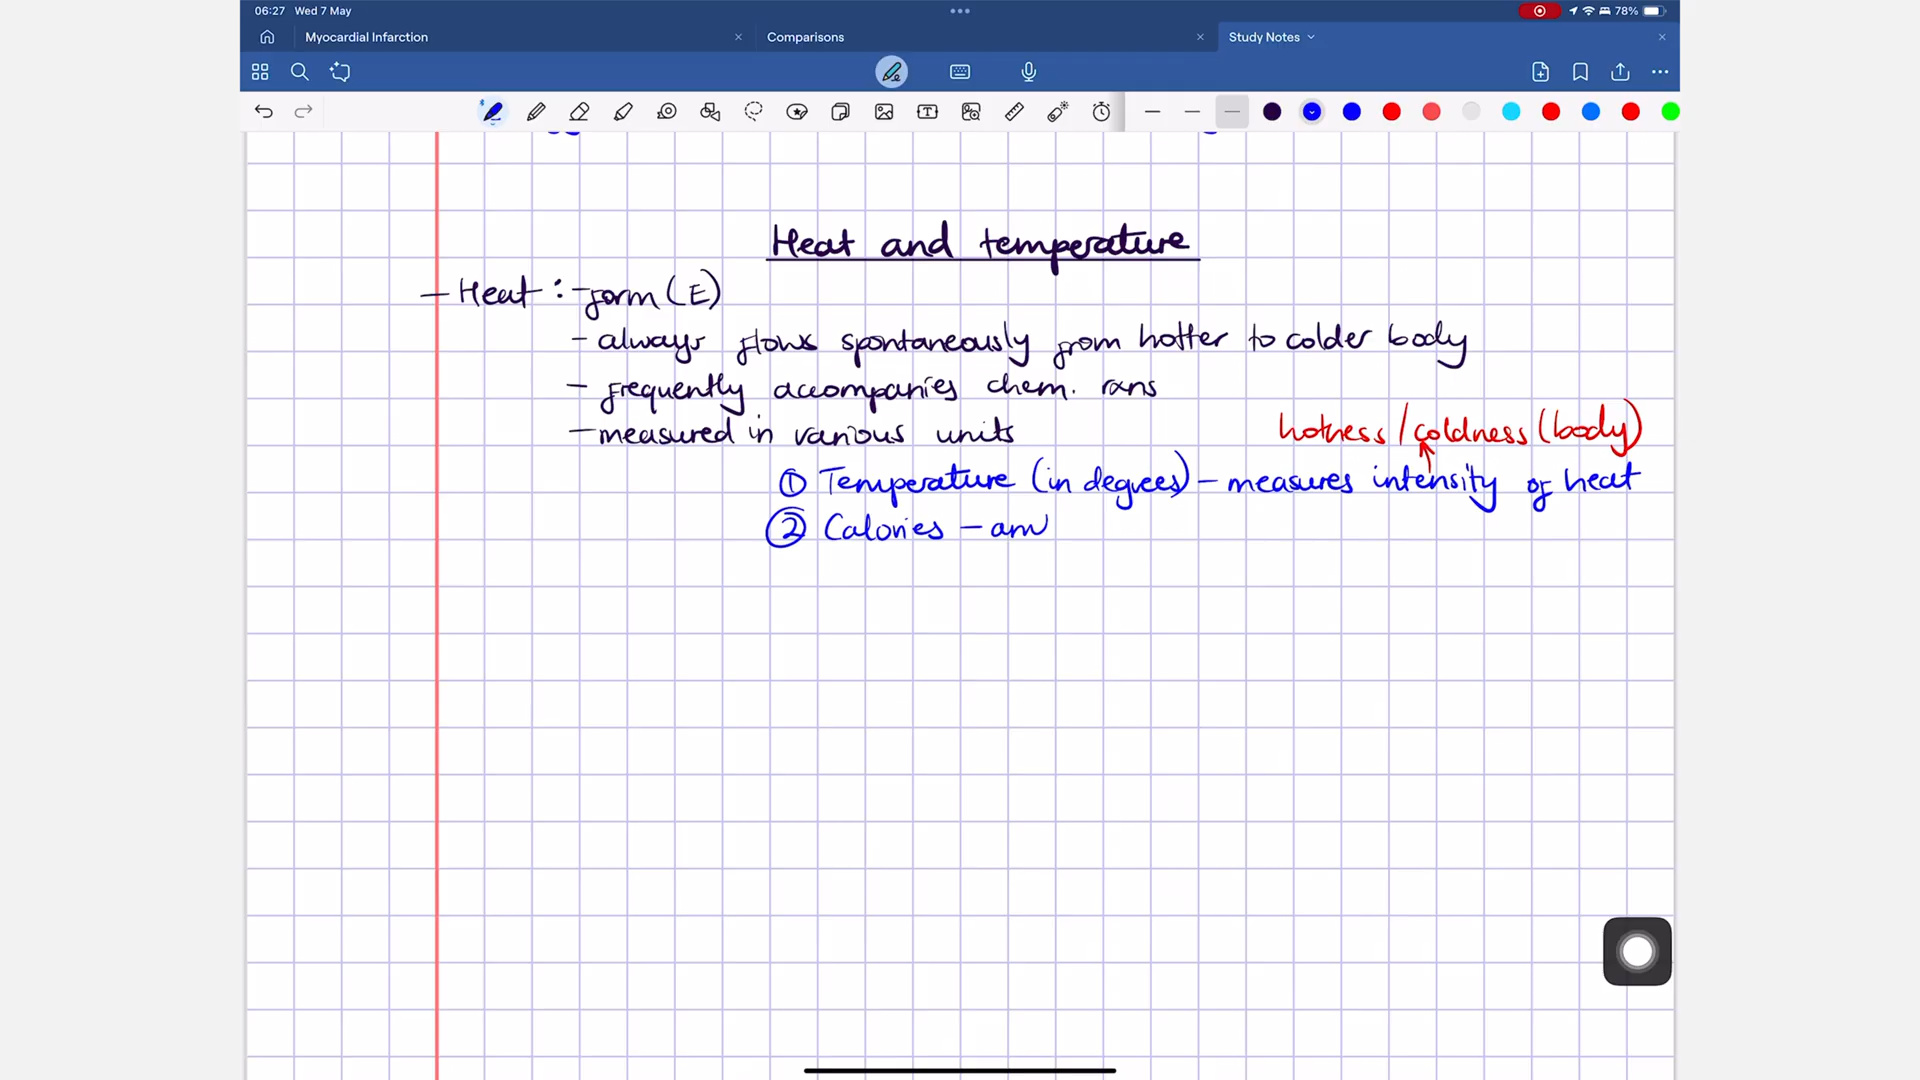 06:27 Wed 7 May
78%
Myocardial Infarction
Comparisons
Study Notes
Heat and temperature
- Heat : - form (E)
- always flows spontaneously from hotter to colder body
- frequently accompanies chem. rxns
- measured in various units
hotness / coldness (body)
① Temperature (in degrees) - measures intensity of heat
② Calories - am